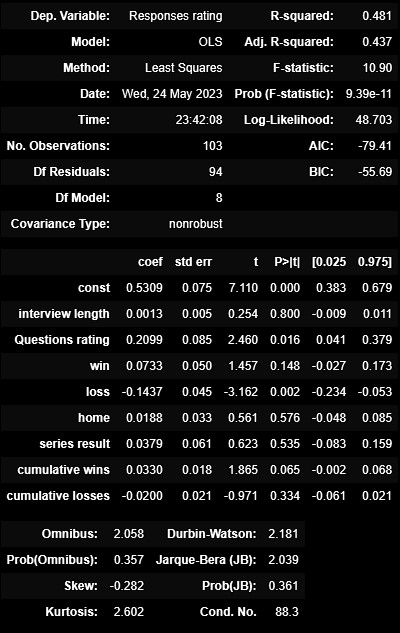 Dep. Variable: Responses rating R-squared: 0.481
Model: OLS Adj. R-squared: 0.437
Method: Least Squares F-statistic: 10.90
Date: Wed, 24 May 2023 Prob (F-statistic): 9.39e-11
Time: 23:42:08 Log-Likelihood: 48.703
No. Observations: 103 AIC: -79.41
Df Residuals: 94 BIC: -55.69
Df Model: 8
Covariance Type: nonrobust
coef std err t P>|t| [0.025 0.975]
const 0.5309 0.075 7.110 0.000 0.383 0.679
interview length 0.0013 0.005 0.254 0.800 -0.009 0.011
Questions rating 0.2099 0.085 2.460 0.016 0.041 0.379
win 0.0733 0.050 1.457 0.148 -0.027 0.173
loss -0.1437 0.045 -3.162 0.002 -0.234 -0.053
home 0.0188 0.033 0.561 0.576 -0.048 0.085
series result 0.0379 0.061 0.623 0.535 -0.083 0.159
cumulative wins 0.0330 0.018 1.865 0.065 -0.002 0.068
cumulative losses -0.0200 0.021 -0.971 0.334 -0.061 0.021
Omnibus: 2.058 Durbin-Watson: 2.181
Prob(Omnibus): 0.357 Jarque-Bera (JB): 2.039
Skew: -0.282 Prob(JB): 0.361
Kurtosis: 2.602 Cond. No. 88.3